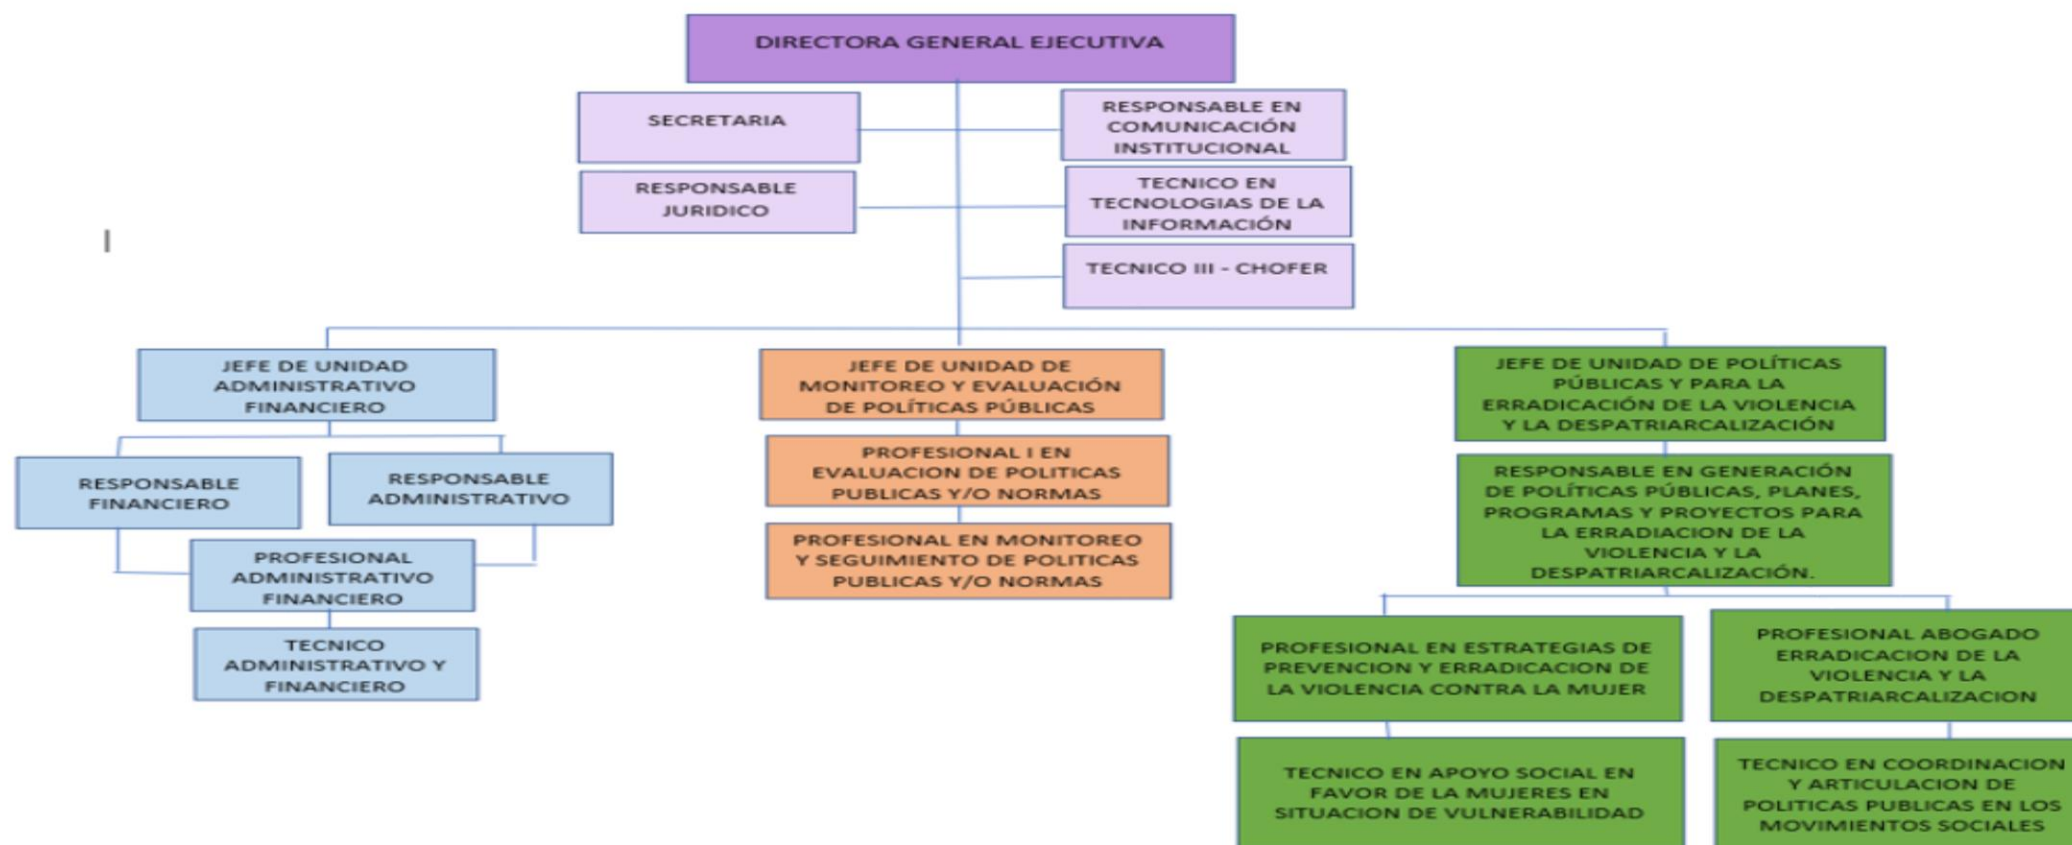 DIRECTORA GENERAL EJECUTIVA
SECRETARIA
RESPONSABLE EN
COMUNICACIÓN
INSTITUCIONAL
RESPONSABLE
JURIDICO
TECNICO EN
TECNOLOGIAS DE LA
INFORMACIÓN
TECNICO III - CHOFER
JEFE DE UNIDAD
ADMINISTRATIVO
FINANCIERO
RESPONSABLE
FINANCIERO
RESPONSABLE
ADMINISTRATIVO
PROFESIONAL
ADMINISTRATIVO
FINANCIERO
TECNICO
ADMINISTRATIVO Y
FINANCIERO
JEFE DE UNIDAD DE
MONITOREO Y EVALUACIÓN
DE POLÍTICAS PÚBLICAS
PROFESIONAL I EN
EVALUACION DE POLITICAS
PUBLICAS Y/O NORMAS
PROFESIONAL EN MONITOREO
Y SEGUIMIENTO DE POLITICAS
PUBLICAS Y/O NORMAS
JEFE DE UNIDAD DE POLÍTICAS
PÚBLICAS Y PARA LA
ERRADICACIÓN DE LA VIOLENCIA
Y LA DESPATRIARCALIZACIÓN
RESPONSABLE EN GENERACIÓN
DE POLÍTICAS PÚBLICAS, PLANES,
PROGRAMAS Y PROYECTOS PARA
LA ERRADIACION DE LA
VIOLENCIA Y LA
DESPATRIARCALIZACIÓN.
PROFESIONAL EN ESTRATEGIAS DE
PREVENCION Y ERRADICACION DE
LA VIOLENCIA CONTRA LA MUJER
PROFESIONAL ABOGADO
ERRADICACION DE LA
VIOLENCIA Y LA
DESPATRIARCALIZACION
TECNICO EN APOYO SOCIAL EN
FAVOR DE LA MUJERES EN
SITUACION DE VULNERABILIDAD
TECNICO EN COORDINACION
Y ARTICULACION DE
POLITICAS PUBLICAS EN LOS
MOVIMIENTOS SOCIALES